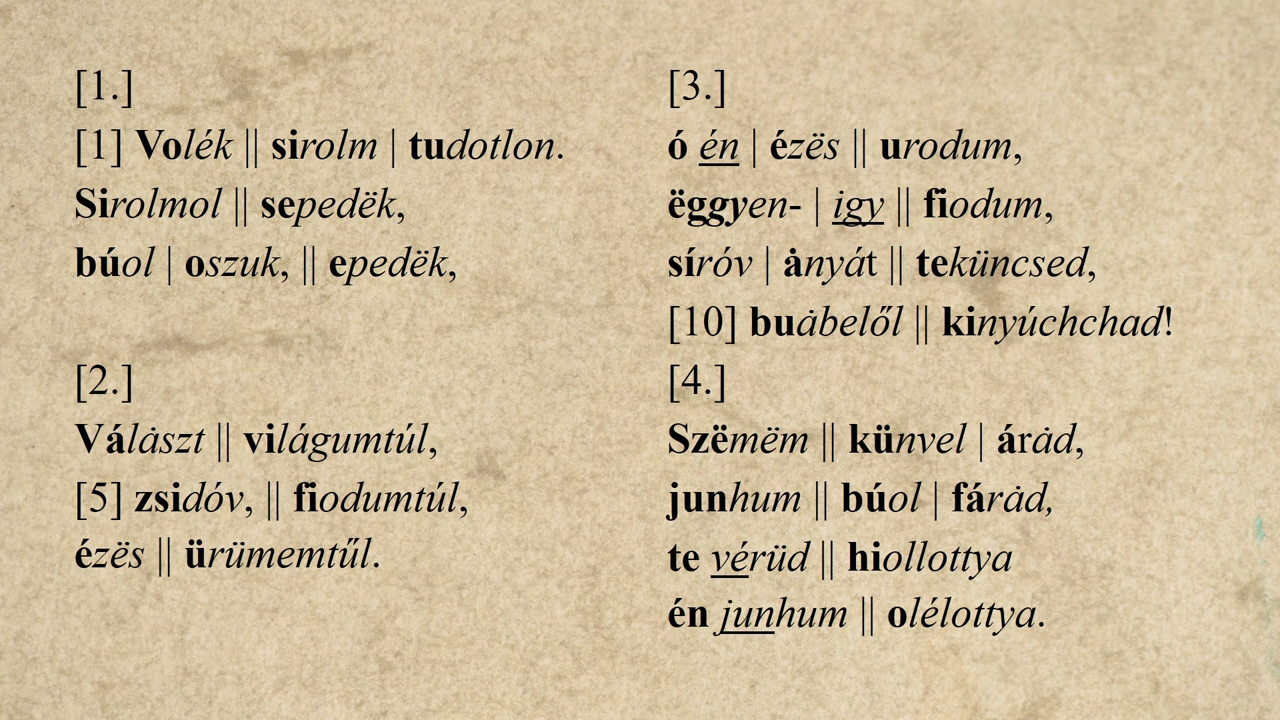 [1.]
[1] Volék || sirolm | tudotlon.
Sirolmol || sepedëk,
búol | oszuk, || epedëk,
[2.]
Válȧszt || világumtúl,
[5] zsidóv, || fiodumtúl,
ézës || ürümemtűl.
[3.]
ó én | ézës || urodum,
ëggyen- | igy || fiodum,
síróv | ȧnyát || teküncsed,
[10] buȧbelől || kinyúchchad!
[4.]
Szëmëm || künvel | árȧd,
junhum || búol | fárȧd,
te vérüd || hiollottya
én junhum || olélottya.